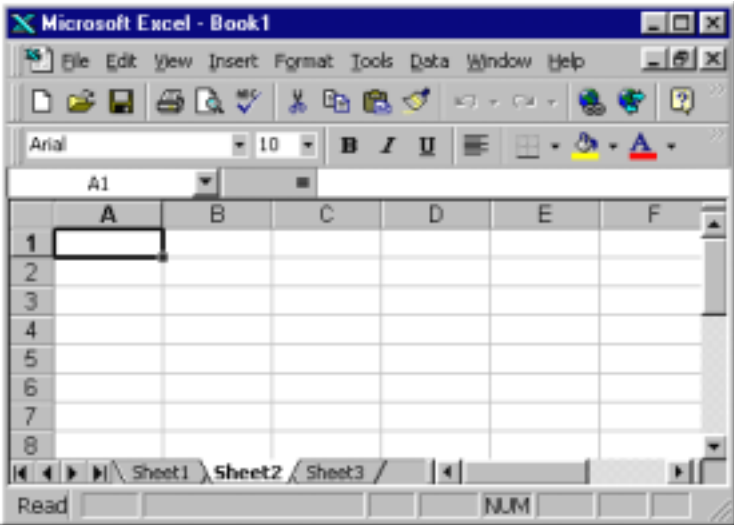 Microsoft Excel - Book1
File Edit View Insert Format Tools Data Window Help
ABC
Arial 10 B I U A
A1 =
A B C D E F
1
2
3
4
5
6
7
8
Sheet1 Sheet2 Sheet3
Read NUM